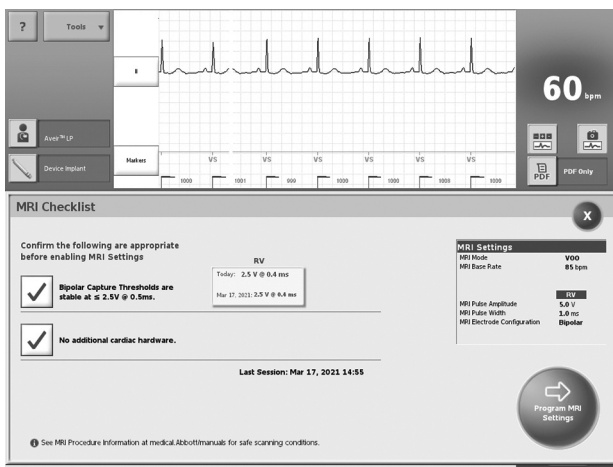 ?
Tools
II
60 bpm
Aveir™ LP
Device Implant
Markers
VS VS VS VS VS VS VS
1000 1001 999 1000 1000 1000
PDF
PDF Only
MRI Checklist
X
Confirm the following are appropriate
before enabling MRI Settings
Bipolar Capture Thresholds are
stable at ≤ 2.5V @ 0.5ms.
RV
Today: 2.5 V @ 0.4 ms
Mar 17, 2021: 2.5 V @ 0.4 ms
No additional cardiac hardware.
Last Session: Mar 17, 2021 14:55
MRI Settings
MRI Mode VOO
MRI Base Rate 85 bpm
RV
MRI Pulse Amplitude 5.0 V
MRI Pulse Width 1.0 ms
MRI Electrode Configuration Bipolar
Program MRI
Settings
See MRI Procedure Information at medical.Abbott/manuals for safe scanning conditions.